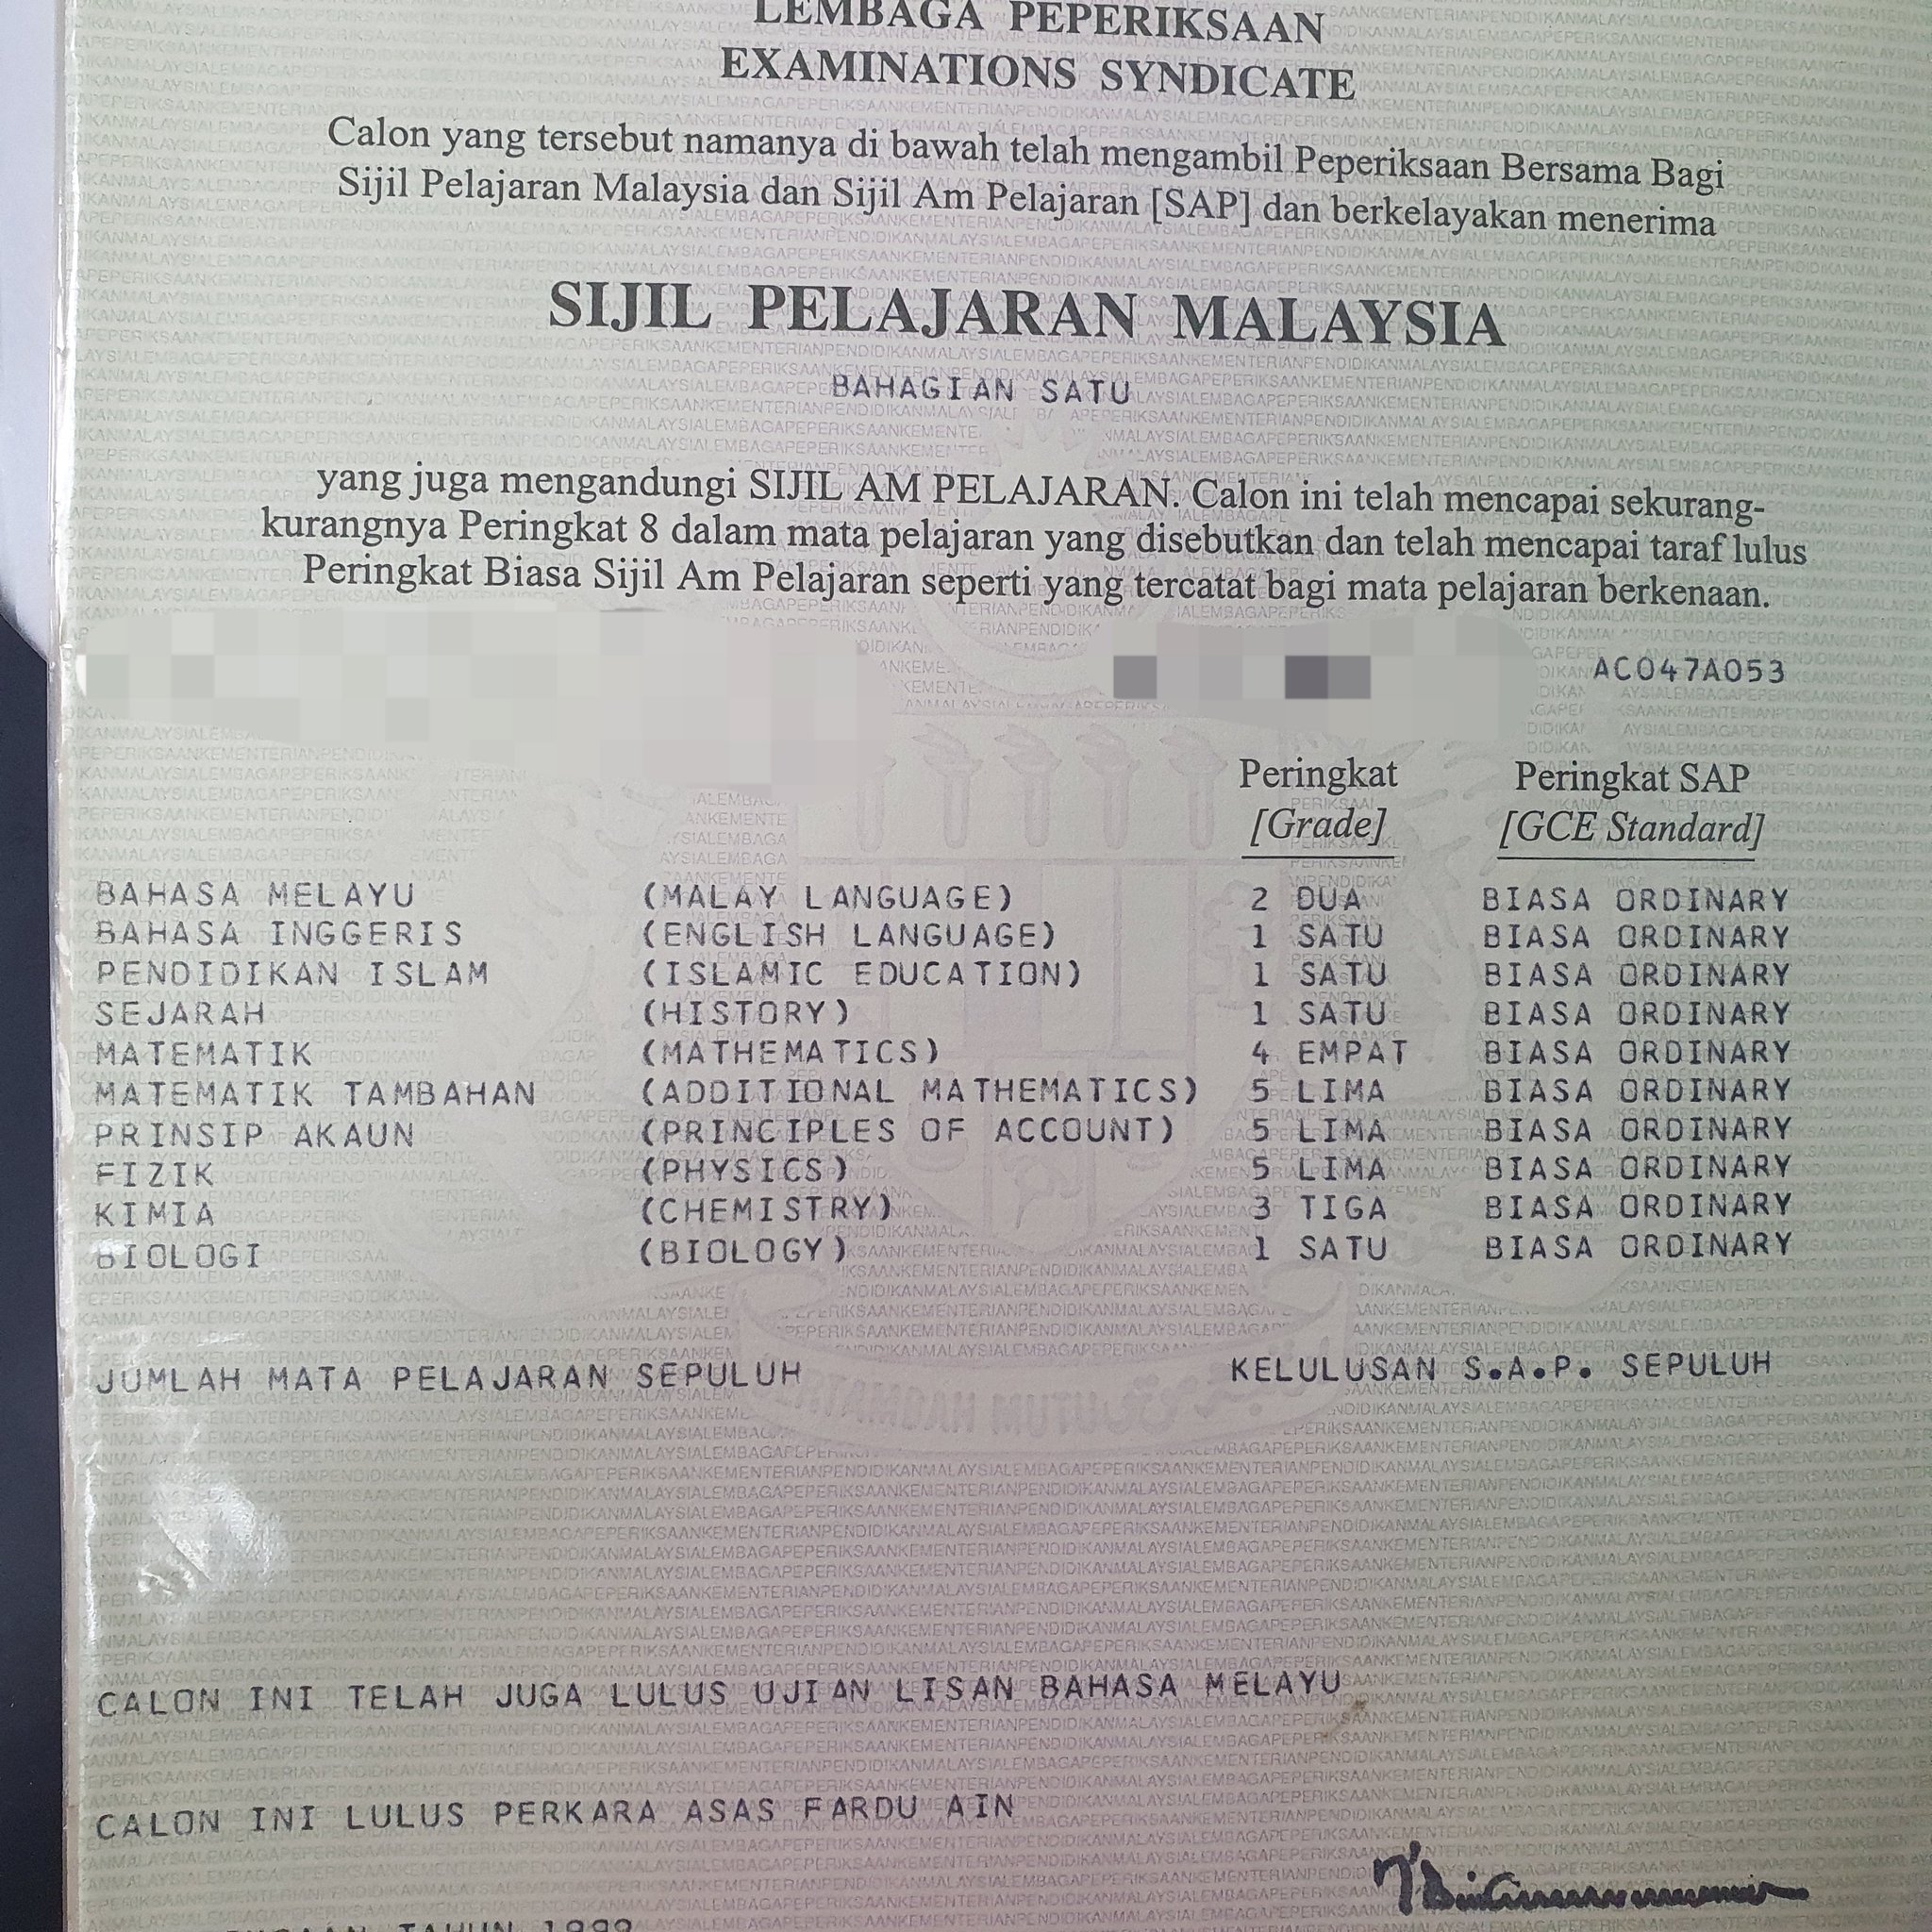 LEMBAGA PEPERIKSAAN
EXAMINATIONS SYNDICATE
Calon yang tersebut namanya di bawah telah mengambil Peperiksaan Bersama Bagi
Sijil Pelajaran Malaysia dan Sijil Am Pelajaran [SAP] dan berkelayakan menerima
SIJIL PELAJARAN MALAYSIA
BAHAGIAN SATU
yang juga mengandungi SIJIL AM PELAJARAN. Calon ini telah mencapai sekurang-
kurangnya Peringkat 8 dalam mata pelajaran yang disebutkan dan telah mencapai taraf lulus
Peringkat Biasa Sijil Am Pelajaran seperti yang tercatat bagi mata pelajaran berkenaan.
AC047A053
Peringkat Peringkat SAP
[Grade] [GCE Standard]
BAHASA MELAYU (MALAY LANGUAGE) 2 DUA BIASA ORDINARY
BAHASA INGGERIS (ENGLISH LANGUAGE) 1 SATU BIASA ORDINARY
PENDIDIKAN ISLAM (ISLAMIC EDUCATION) 1 SATU BIASA ORDINARY
SEJARAH (HISTORY) 1 SATU BIASA ORDINARY
MATEMATIK (MATHEMATICS) 4 EMPAT BIASA ORDINARY
MATEMATIK TAMBAHAN (ADDITIONAL MATHEMATICS) 5 LIMA BIASA ORDINARY
PRINSIP AKAUN (PRINCIPLES OF ACCOUNT) 5 LIMA BIASA ORDINARY
FIZIK (PHYSICS) 5 LIMA BIASA ORDINARY
KIMIA (CHEMISTRY) 3 TIGA BIASA ORDINARY
BIOLOGI (BIOLOGY) 1 SATU BIASA ORDINARY
JUMLAH MATA PELAJARAN SEPULUH KELULUSAN S.A.P. SEPULUH
CALON INI TELAH JUGA LULUS UJIAN LISAN BAHASA MELAYU
CALON INI LULUS PERKARA ASAS FARDU AIN
TAHUN